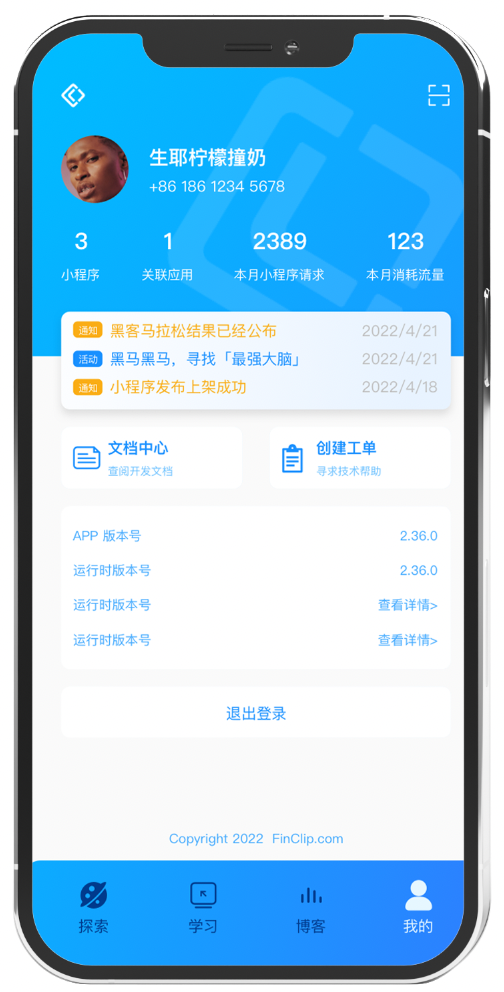 生耶柠檬撞奶
+86 186 1234 5678
3 1 2389 123
小程序 关联应用 本月小程序请求 本月消耗流量
通知 黑客马拉松结果已经公布 2022/4/21
活动 黑马黑马，寻找「最强大脑」 2022/4/21
通知 小程序发布上架成功 2022/4/18
文档中心 创建工单
查阅开发文档 寻求技术帮助
APP 版本号 2.36.0
运行时版本号 2.36.0
运行时版本号 查看详情>
运行时版本号 查看详情>
退出登录
Copyright 2022 FinClip.com
探索 学习 博客 我的